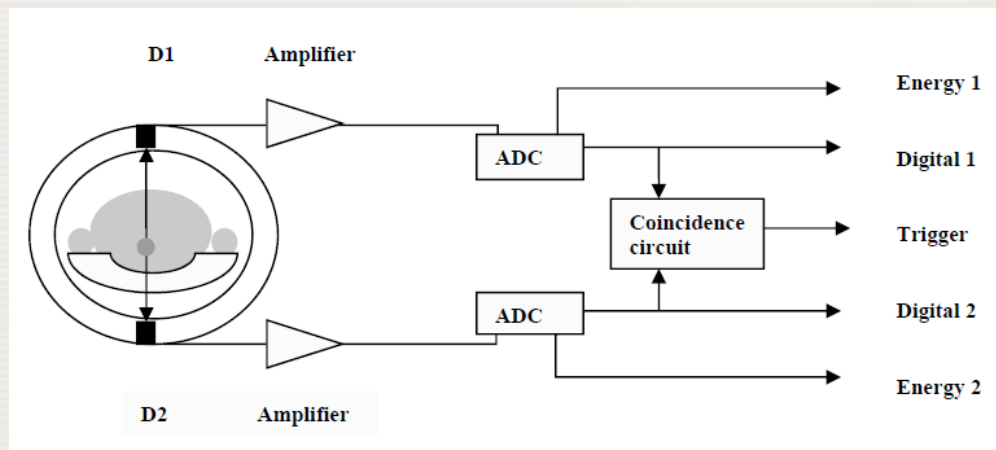 D1 Amplifier
Energy 1
ADC
Digital 1
Coincidence
circuit
Trigger
ADC
Digital 2
Energy 2
D2 Amplifier